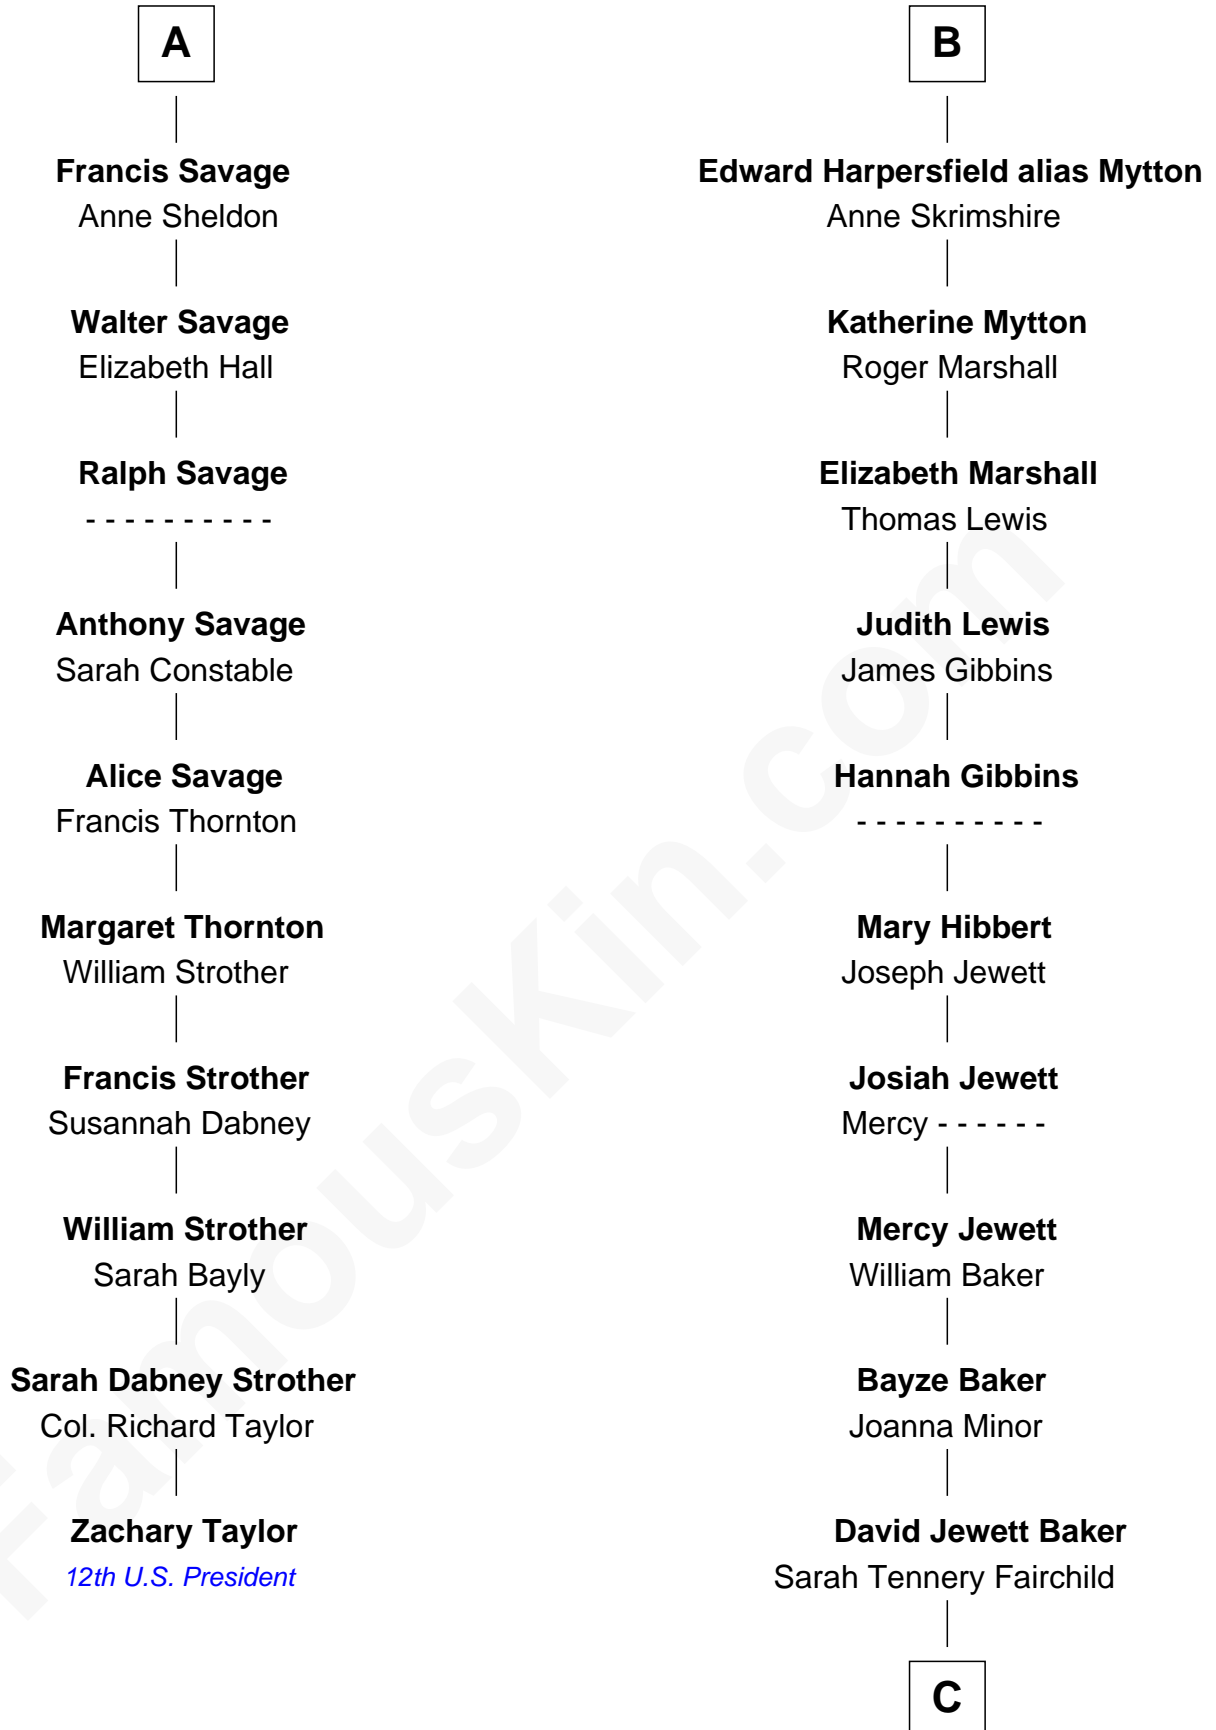 A
Francis Savage
Anne Sheldon
Walter Savage
Elizabeth Hall
Ralph Savage
- - - - - - - - - -
Anthony Savage
Sarah Constable
Alice Savage
Francis Thornton
Margaret Thornton
William Strother
Francis Strother
Susannah Dabney
William Strother
Sarah Bayly
Sarah Dabney Strother
Col. Richard Taylor
Zachary Taylor
12th U.S. President
B
Edward Harpersfield alias Mytton
Anne Skrimshire
Katherine Mytton
Roger Marshall
Elizabeth Marshall
Thomas Lewis
Judith Lewis
James Gibbins
Hannah Gibbins
- - - - - - - - - -
Mary Hibbert
Joseph Jewett
Josiah Jewett
Mercy - - - - - -
Mercy Jewett
William Baker
Bayze Baker
Joanna Minor
David Jewett Baker
Sarah Tennery Fairchild
C
FamousKin.com